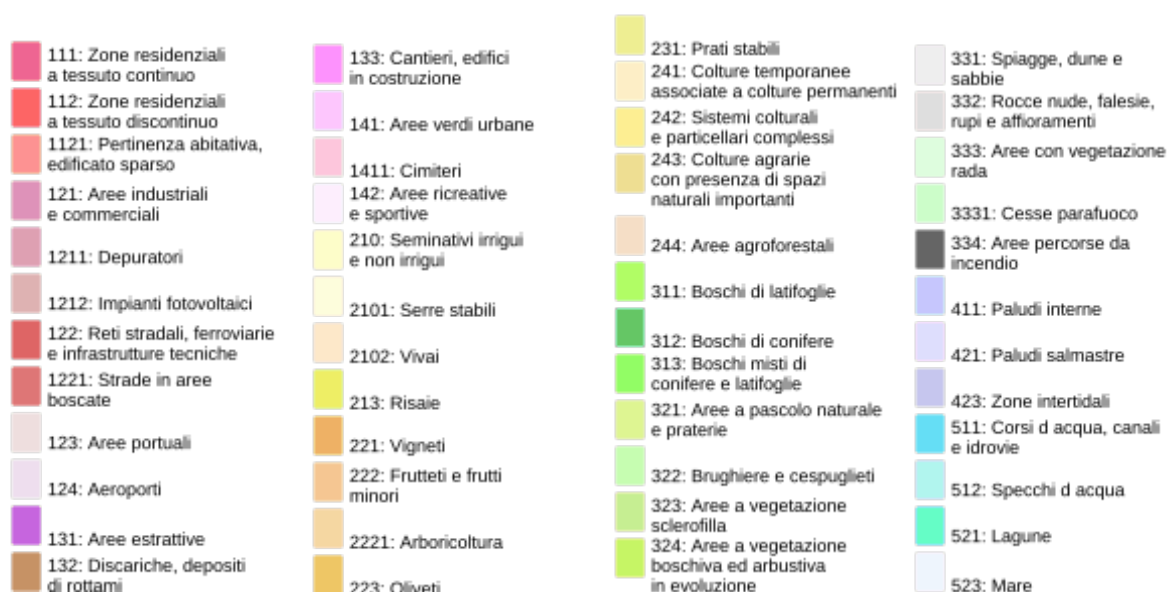 111: Zone residenziali
a tessuto continuo
112: Zone residenziali
a tessuto discontinuo
1121: Pertinenza abitativa,
edificato sparso
121: Aree industriali
e commerciali
1211: Depuratori
1212: Impianti fotovoltaici
122: Reti stradali, ferroviarie
e infrastrutture tecniche
1221: Strade in aree
boscate
123: Aree portuali
124: Aeroporti
131: Aree estrattive
132: Discariche, depositi
di rottami
133: Cantieri, edifici
in costruzione
141: Aree verdi urbane
1411: Cimiteri
142: Aree ricreative
e sportive
210: Seminativi irrigui
e non irrigui
2101: Serre stabili
2102: Vivai
213: Risaie
221: Vigneti
222: Frutteti e frutti
minori
2221: Arboricoltura
223: Oliveti
231: Prati stabili
241: Colture temporanee
associate a colture permanenti
242: Sistemi colturali
e particellari complessi
243: Colture agrarie
con presenza di spazi
naturali importanti
244: Aree agroforestali
311: Boschi di latifoglie
312: Boschi di conifere
313: Boschi misti di
conifere e latifoglie
321: Aree a pascolo naturale
e praterie
322: Brughiere e cespuglieti
323: Aree a vegetazione
sclerofilla
324: Aree a vegetazione
boschiva ed arbustiva
in evoluzione
331: Spiagge, dune e
sabbie
332: Rocce nude, falesie,
rupi e affioramenti
333: Aree con vegetazione
rada
3331: Cesse parafuoco
334: Aree percorse da
incendio
411: Paludi interne
421: Paludi salmastre
423: Zone intertidali
511: Corsi d acqua, canali
e idrovie
512: Specchi d acqua
521: Lagune
523: Mare